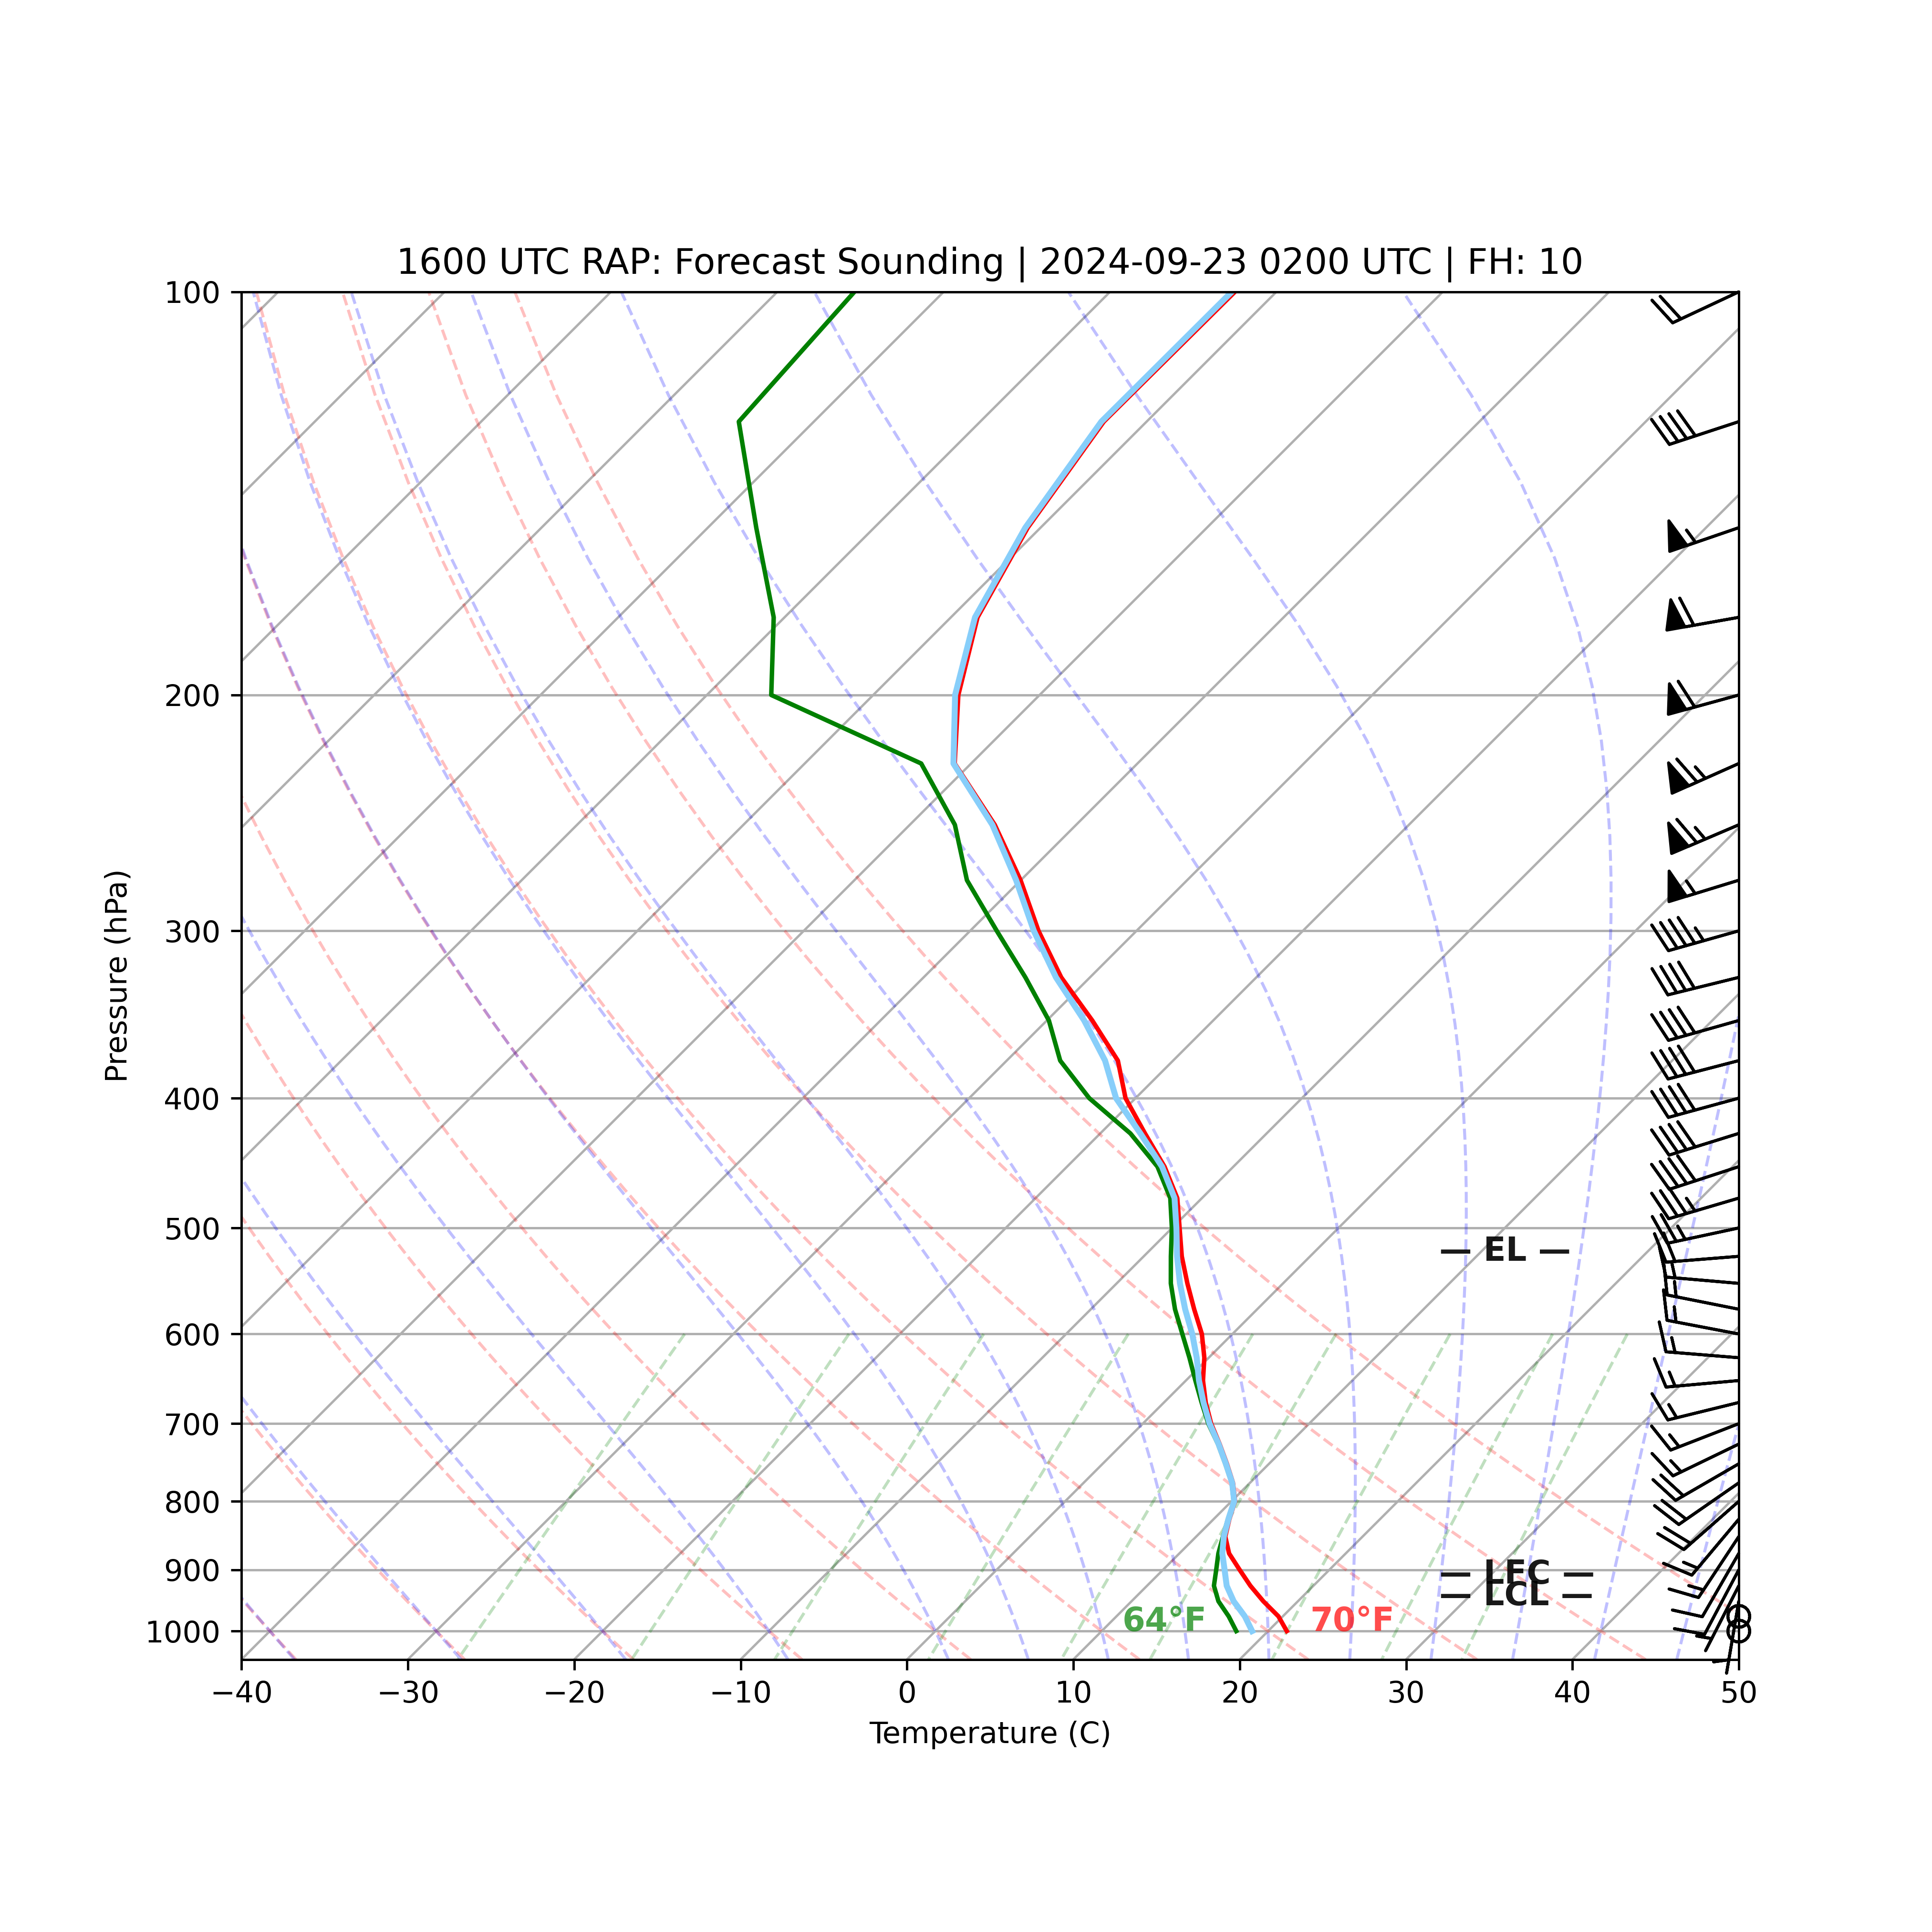 1600 UTC RAP: Forecast Sounding | 2024-09-23 0200 UTC | FH: 10
100
200
300
400
500
600
700
800
900
1000
Pressure (hPa)
— EL —
— LFC —
— LCL —
64°F
70°F
−40
−30
−20
−10
0
10
20
30
40
50
Temperature (C)